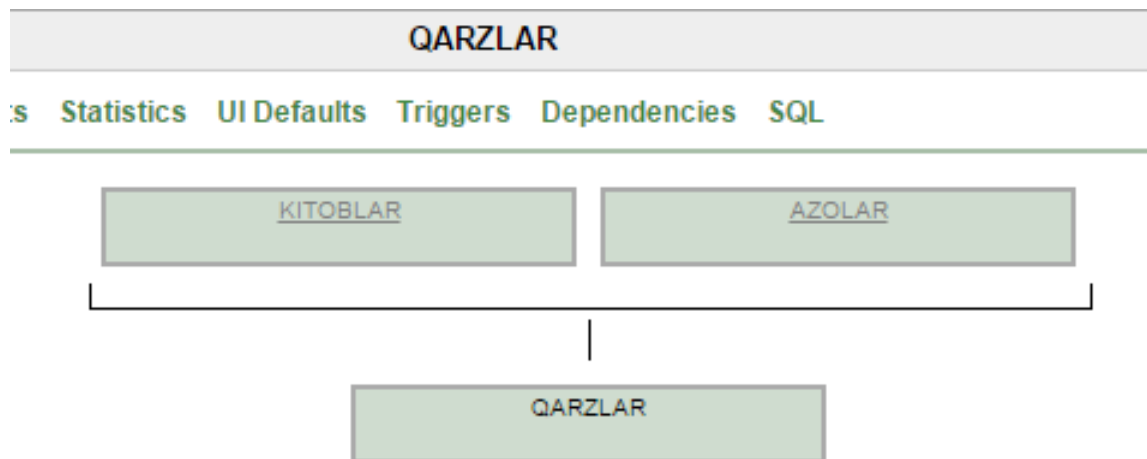 QARZLAR
Statistics UI Defaults Triggers Dependencies SQL
KITOBLAR AZOLAR
QARZLAR